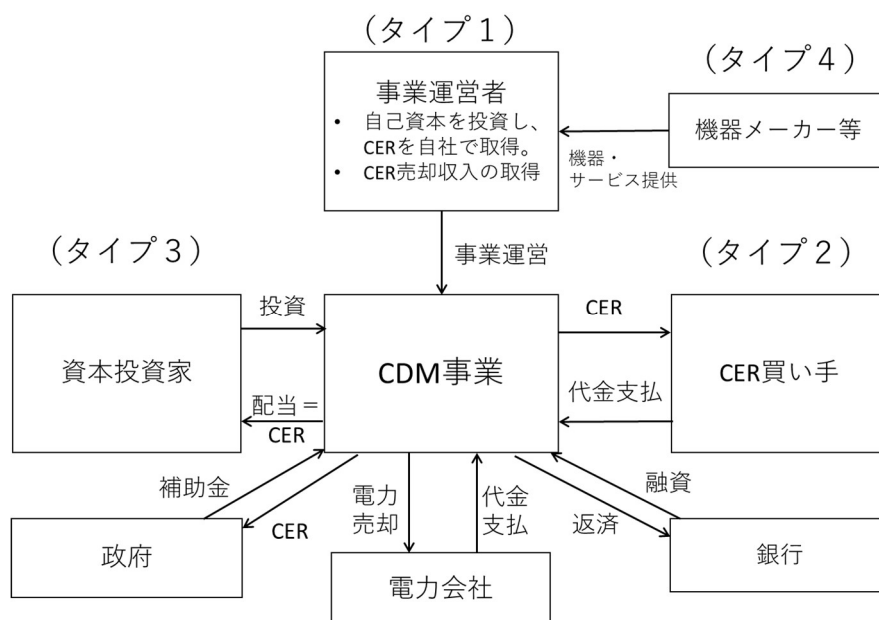 （タイプ１）
（タイプ４）
事業運営者
• 自己資本を投資し、
CERを自社で取得。
• CER売却収入の取得
機器メーカー等
機器・
サービス提供
（タイプ３）
事業運営
（タイプ２）
資本投資家
投資
配当＝
CER
CDM事業
CER
代金支払
CER買い手
補助金
CER
電力
売却
代金
支払
融資
返済
政府
電力会社
銀行